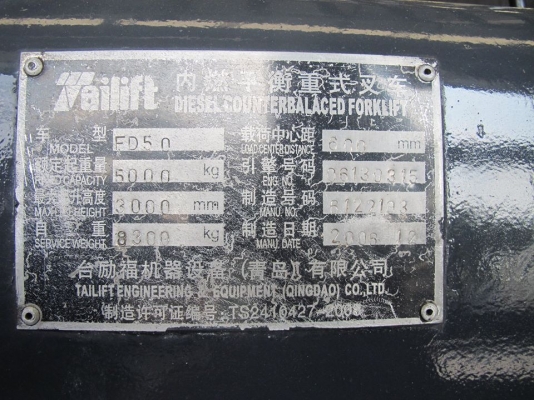 Tailift 内燃平衡重式叉车
DIESEL COUNTERBALACED FORKLIFT
车 型 FD50 载荷中心距 600 mm
MODEL LOAD CENTER DISTANCE
额定起重量 5000 kg 引擎号码
RATED CAPACITY ENG. NO.
最大起升高度 3000 mm 制造号码
MAX. LIFT HEIGHT MANU. NO.
自 重 8300 kg 制造日期
SERVICE WEIGHT MANU. DATE
台励福机器设备(青岛)有限公司
TAILIFT ENGINEERING & EQUIPMENT (QINGDAO) CO., LTD.
制造许可证编号:TS2410427-2008